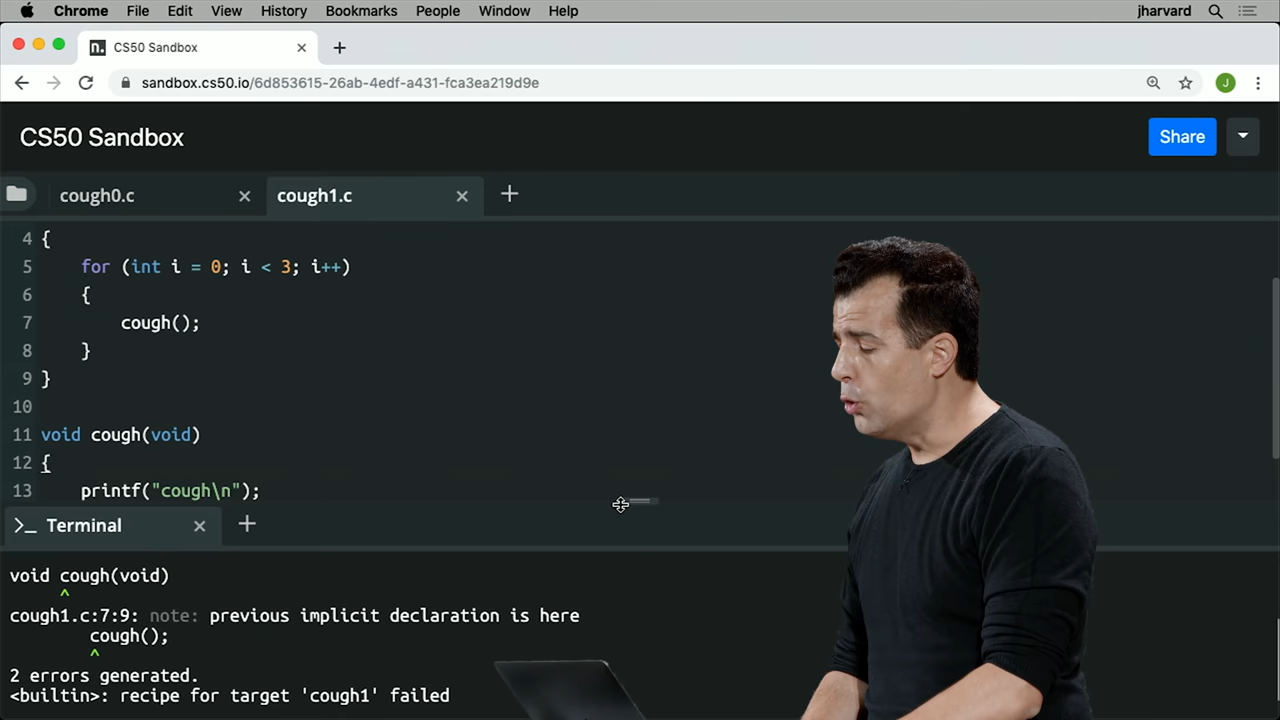 Chrome File Edit View History Bookmarks People Window Help jharvard
n. CS50 Sandbox
sandbox.cs50.io/6d853615-26ab-4edf-a431-fca3ea219d9e J
CS50 Sandbox Share
cough0.c cough1.c
4 {
5 for (int i = 0; i < 3; i++)
6 {
7 cough();
8 }
9 }
10
11 void cough(void)
12 {
13 printf("cough\n");
>_ Terminal
void cough(void)
^
cough1.c:7:9: note: previous implicit declaration is here
cough();
^
2 errors generated.
<builtin>: recipe for target 'cough1' failed